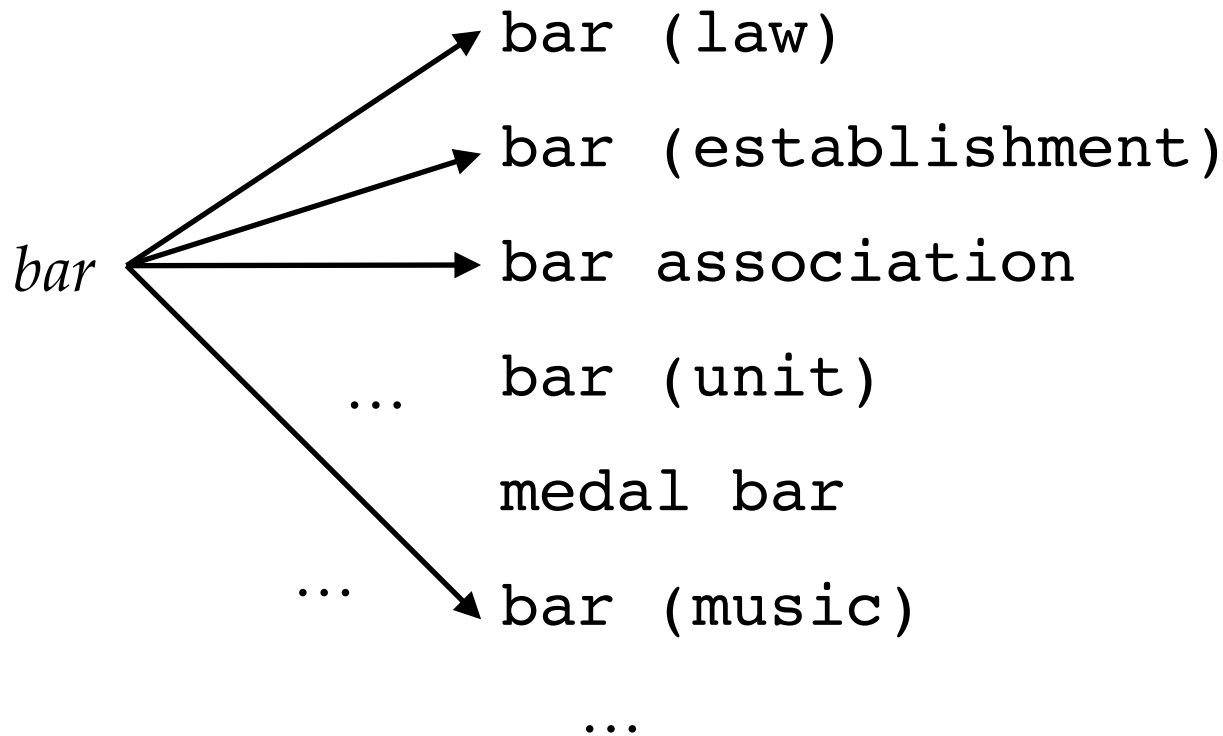 bar (law)
bar (establishment)
bar
bar association
bar (unit)
…
medal bar
…
bar (music)
…